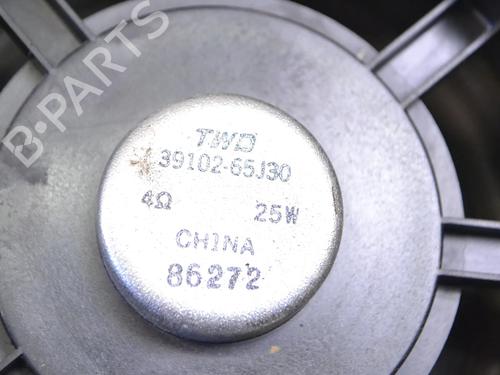 B-PARTS
TWD
39102-65J30
4Ω 25W
CHINA
86272